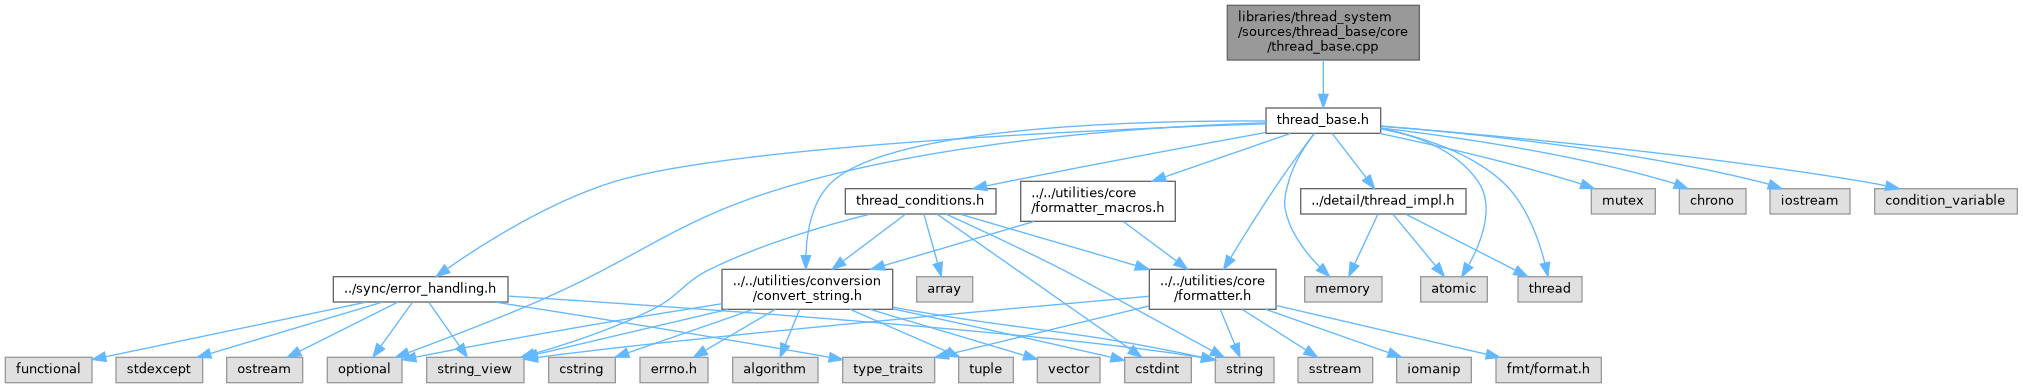 libraries/thread_system
/sources/thread_base/core
/thread_base.cpp
thread_base.h
thread_conditions.h
../../utilities/core
/formatter_macros.h
../detail/thread_impl.h
mutex
chrono
iostream
condition_variable
../sync/error_handling.h
../../utilities/conversion
/convert_string.h
array
../../utilities/core
/formatter.h
memory
atomic
thread
functional
stdexcept
ostream
optional
string_view
cstring
errno.h
algorithm
type_traits
tuple
vector
cstdint
string
sstream
iomanip
fmt/format.h